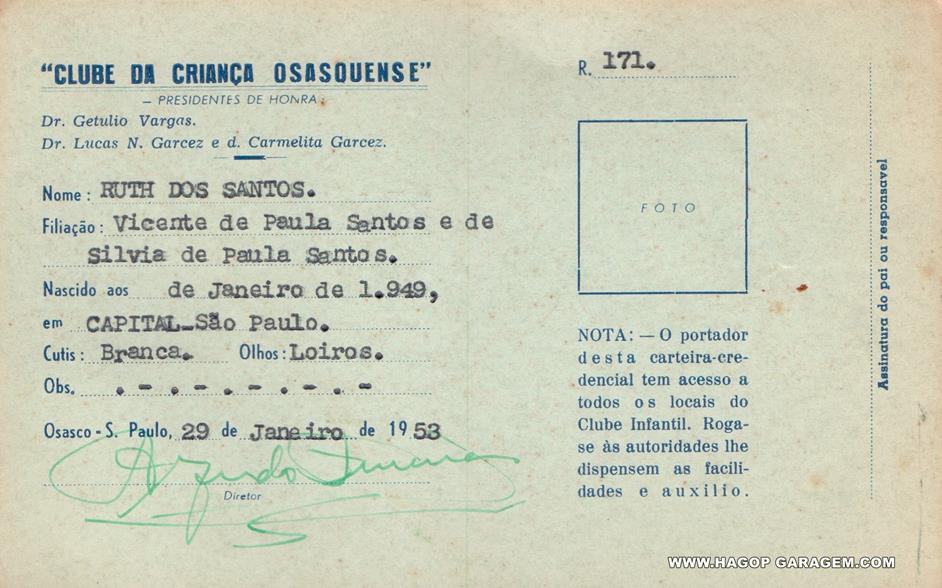 "CLUBE DA CRIANÇA OSASQUENSE"
— PRESIDENTES DE HONRA:
Dr. Getulio Vargas.
Dr. Lucas N. Garcez e d. Carmelita Garcez.
Nome: RUTH DOS SANTOS.
Filiação: Vicente de Paula Santos e de
Silvia de Paula Santos.
Nascido aos de Janeiro de 1.949,
em CAPITAL-São Paulo.
Cutis: Branca. Olhos: Loiros.
Obs. . - . - . - . - . -
Osasco - S. Paulo, 29 de Janeiro de 1953
Diretor
R. 171.
FOTO
NOTA: — O portador
desta carteira-cre-
dencial tem acesso a
todos os locais do
Clube Infantil. Roga-
se às autoridades lhe
dispensem as facili-
dades e auxilio.
Assinatura do pai ou responsavel
WWW.HAGOP GARAGEM.COM